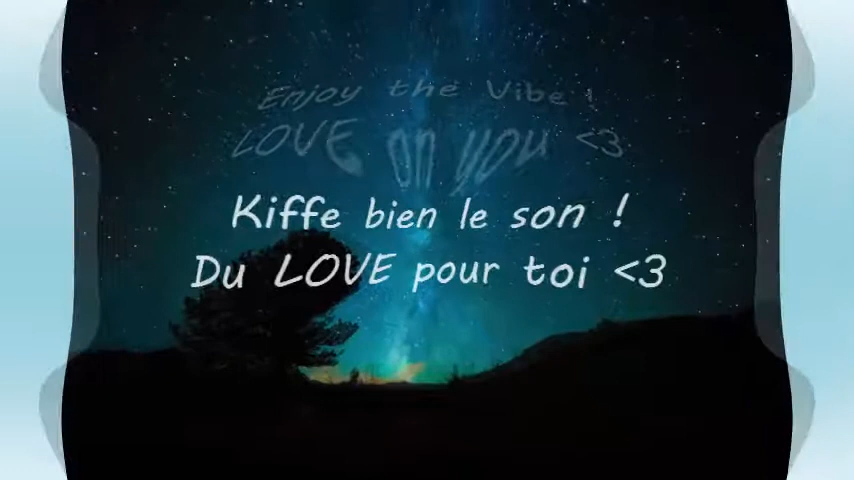 Enjoy the Vibe !
LOVE on you <3
Kiffe bien le son !
Du LOVE pour toi <3